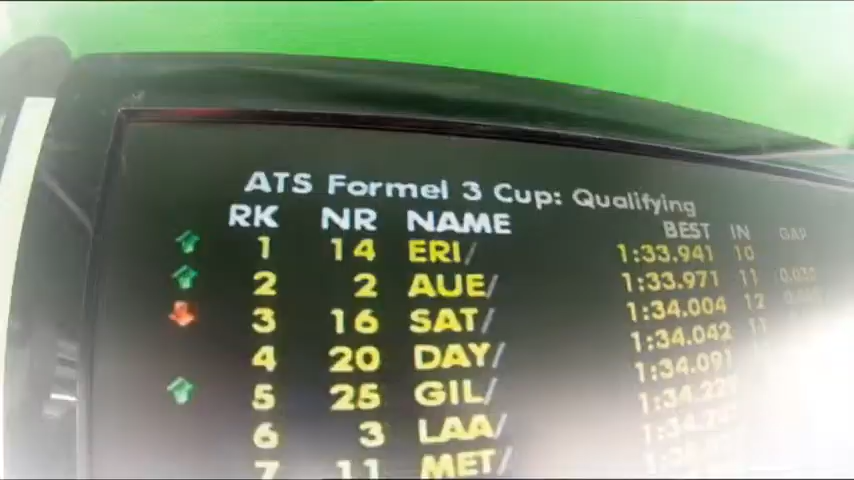 ATS Formel 3 Cup: Qualifying
RK NR NAME BEST IN GAP
1 14 ERI/ 1:33.941 10
2 2 AUE/ 1:33.971 11 0.030
3 16 SAT/ 1:34.004 12
4 20 DAY/ 1:34.042 11
5 25 GIL/ 1:34.091
6 3 LAA/
7 11 MET/